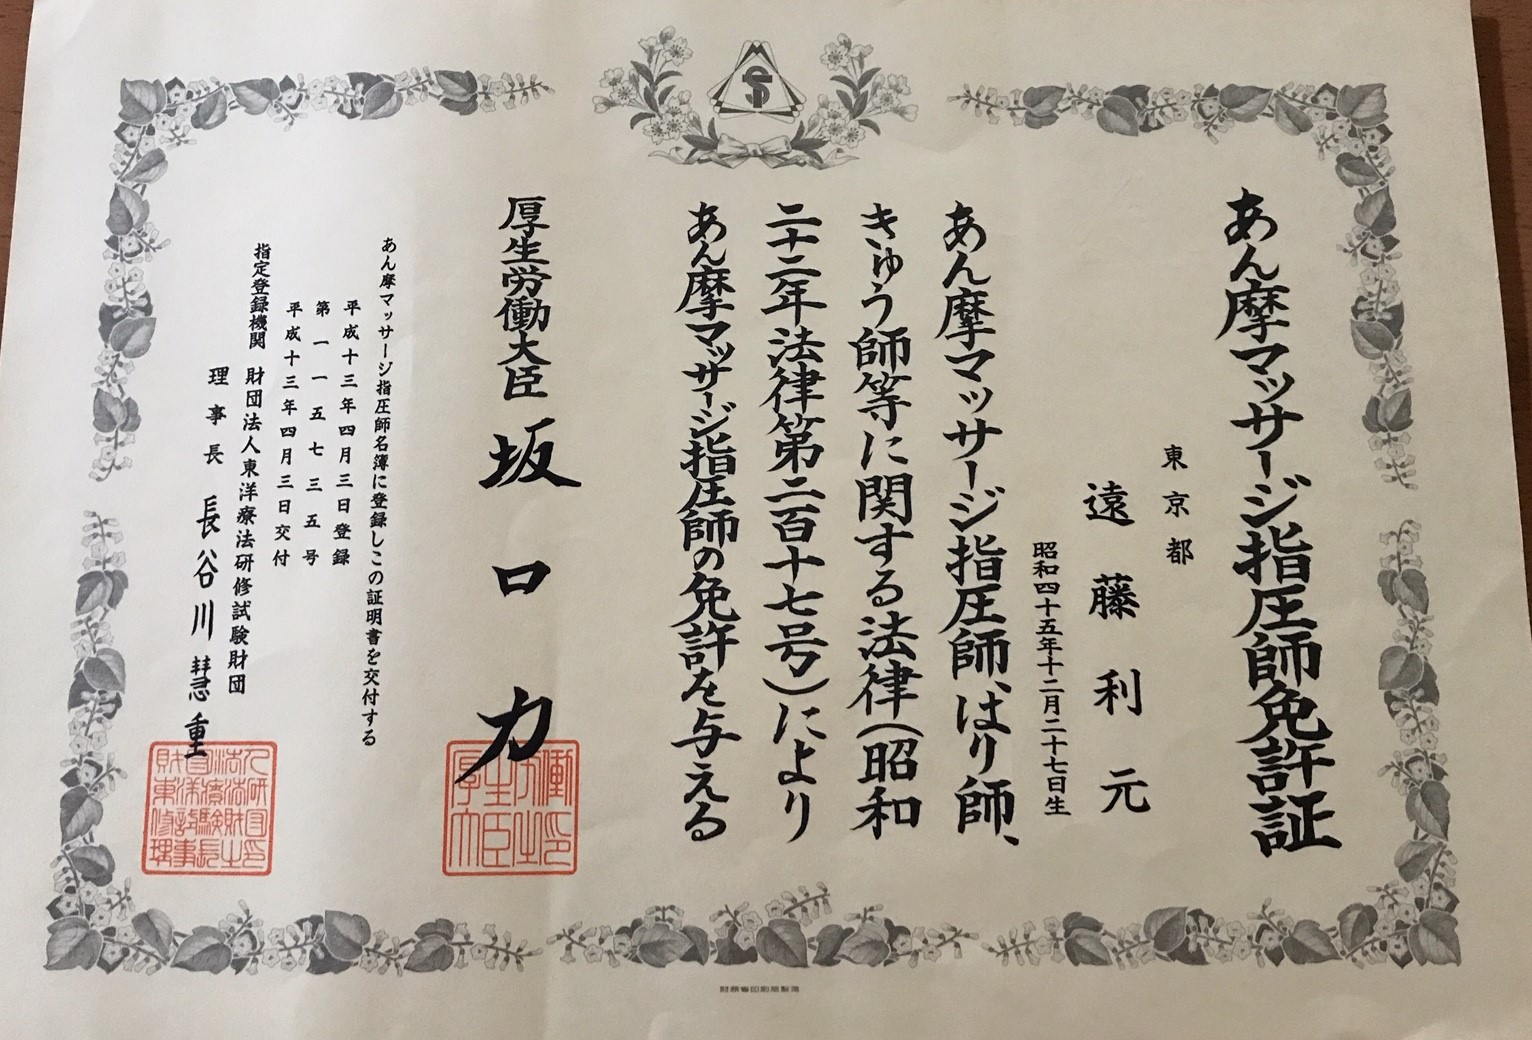 あん摩マッサージ指圧師免許証
東京都
遠藤利元
昭和四十五年十二月二十七日生
あん摩マッサージ指圧師、はり師、
きゅう師等に関する法律(昭和
二十二年法律第二百十七号)により
あん摩マッサージ指圧師の免許を与える
厚生労働大臣 坂口力
あん摩マッサージ指圧師名簿に登録しこの証明書を交付する
平成十三年四月三日登録
第一一五七三五号
平成十三年四月三日交付
指定登録機関
財団法人東洋療法研修試験財団
理事長 長谷川慧重